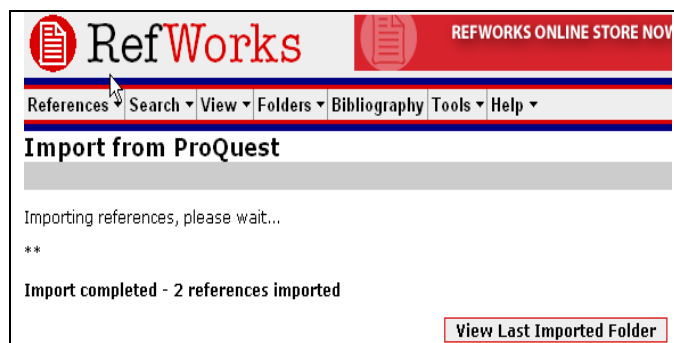 RefWorks
REFWORKS ONLINE STORE NOW
References Search View Folders Bibliography Tools Help
Import from ProQuest
Importing references, please wait...
**
Import completed - 2 references imported
View Last Imported Folder